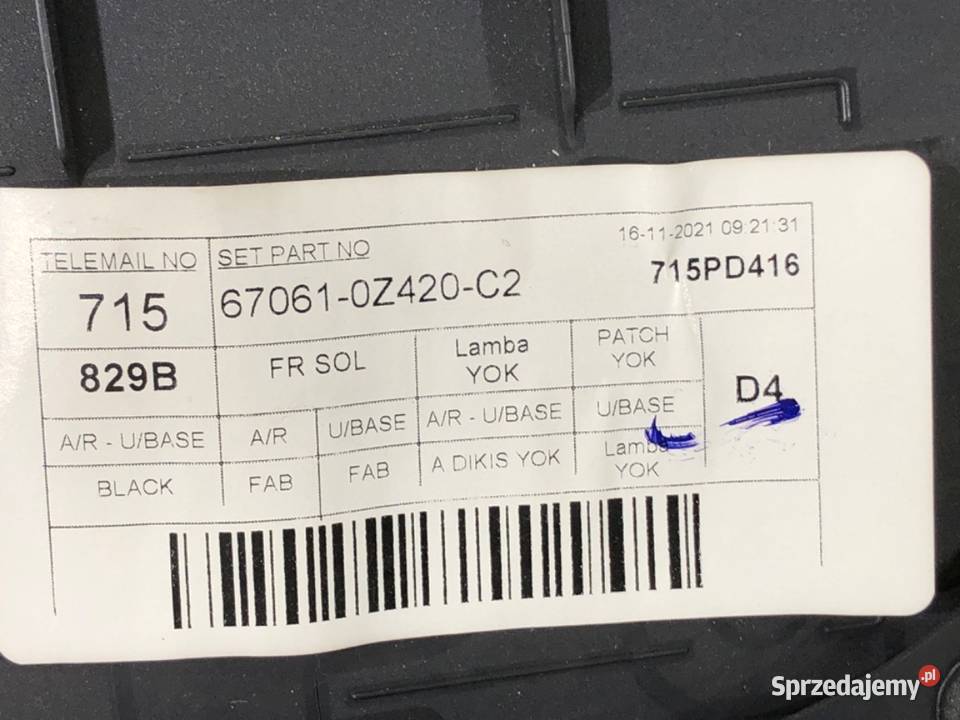 16-11-2021 09:21:31
TELEMAIL NO
SET PART NO
715
67061-0Z420-C2
715PD416
829B
FR SOL
Lamba
YOK
PATCH
YOK
D4
A/R - U/BASE
A/R
U/BASE
A/R - U/BASE
U/BASE
BLACK
FAB
FAB
A DIKIS YOK
Lamba
YOK
Sprzedajemy.pl